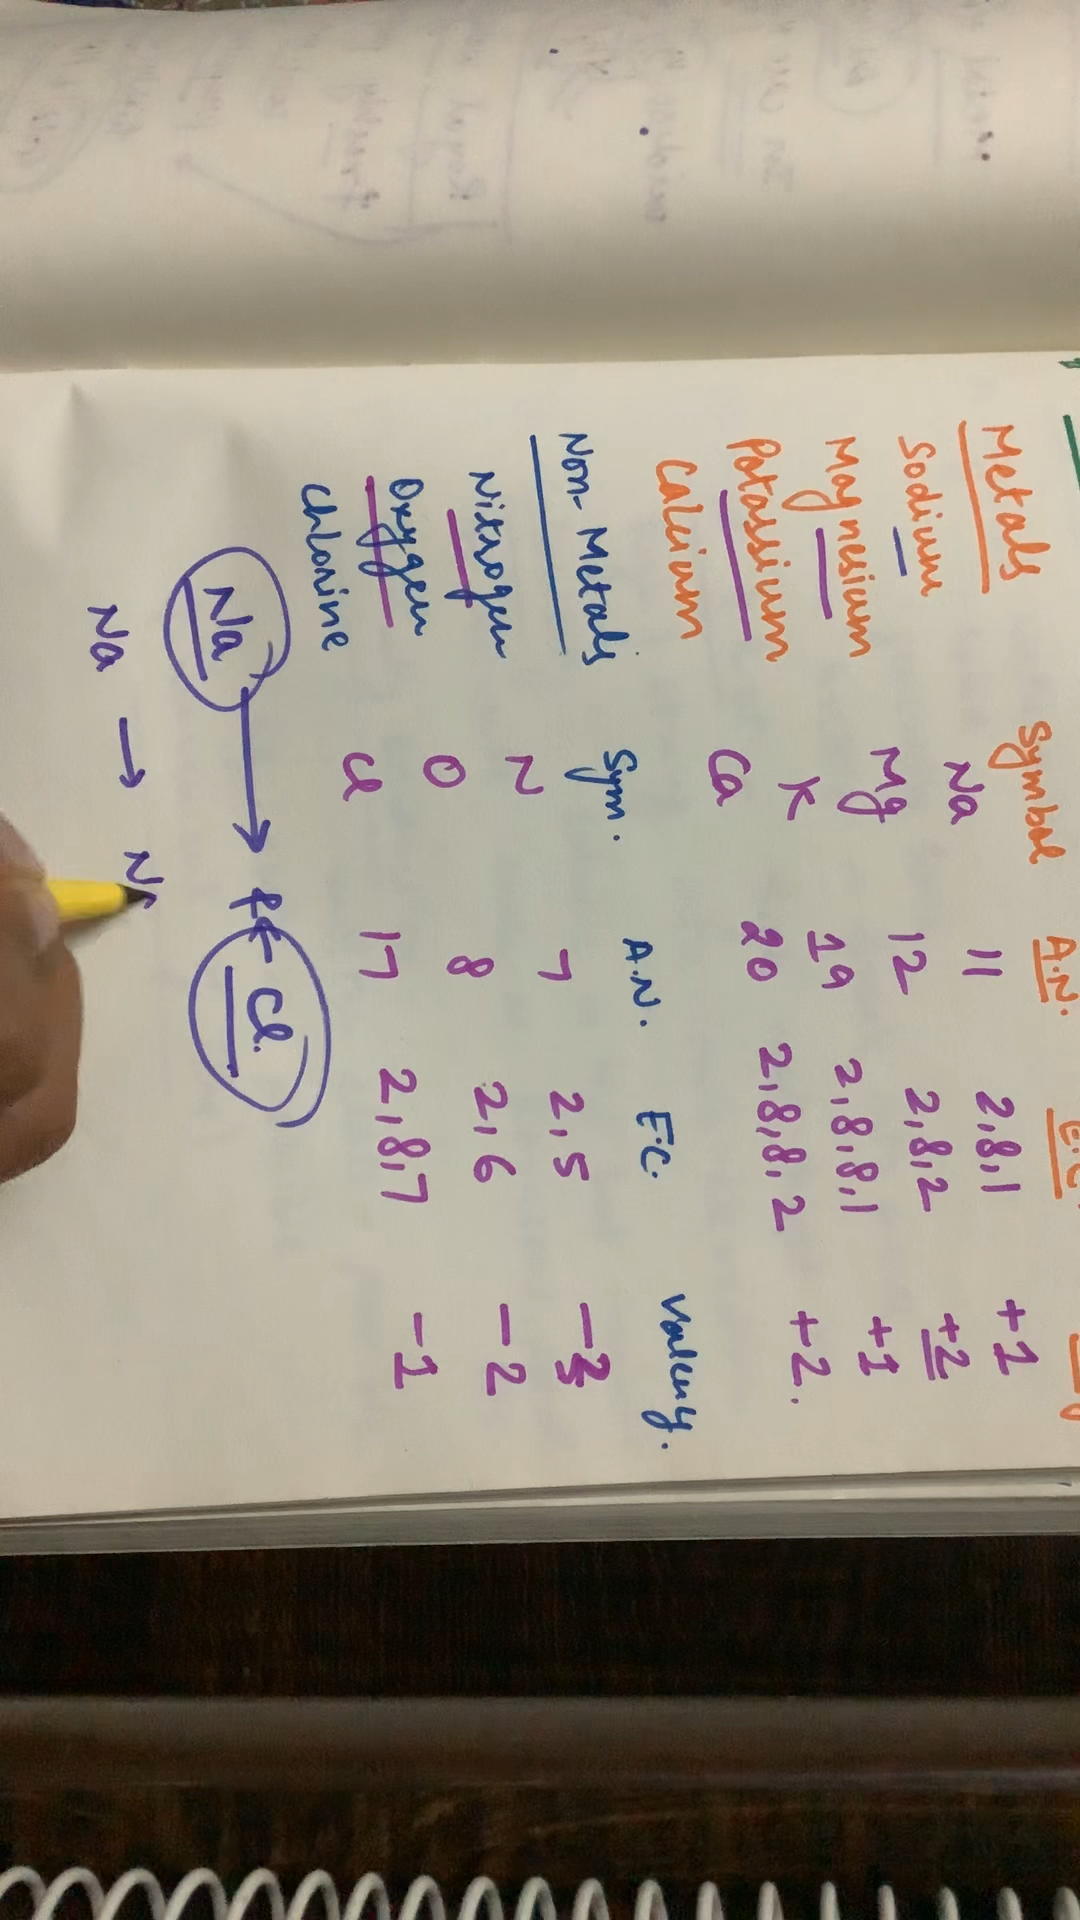 Metals Symbol A.N. E.C.
Sodium Na 11 2,8,1 +1
Magnesium Mg 12 2,8,2 +2
Potassium K 19 2,8,8,1 +1
Calcium Ca 20 2,8,8,2 +2.
Non-Metals Sym. A.N. E.C. Valency.
Nitrogen N 7 2,5 -3
Oxygen O 8 2,6 -2
Chlorine Cl 17 2,8,7 -1
Na → Cl.
Na → Na